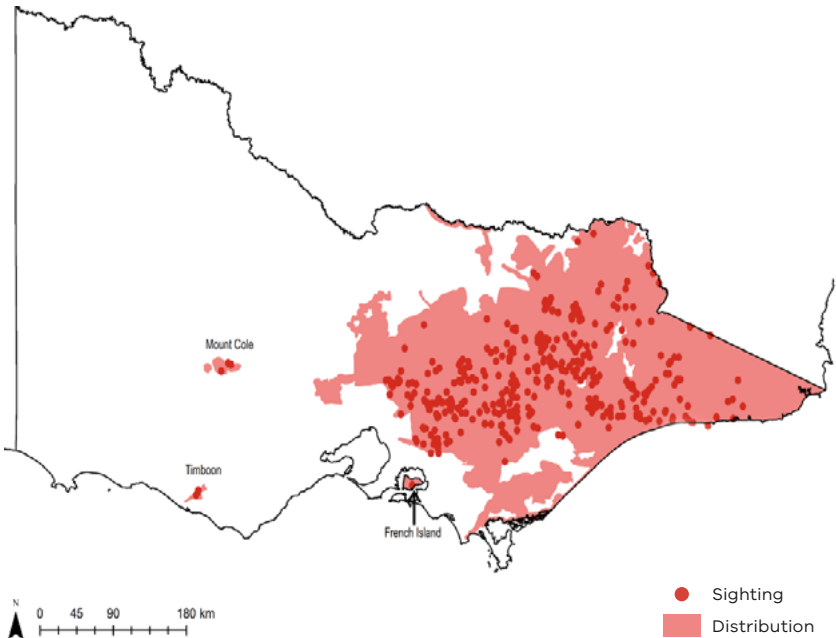 Mount Cole
Timboon
French Island
N
0 45 90 180 km
Sighting
Distribution